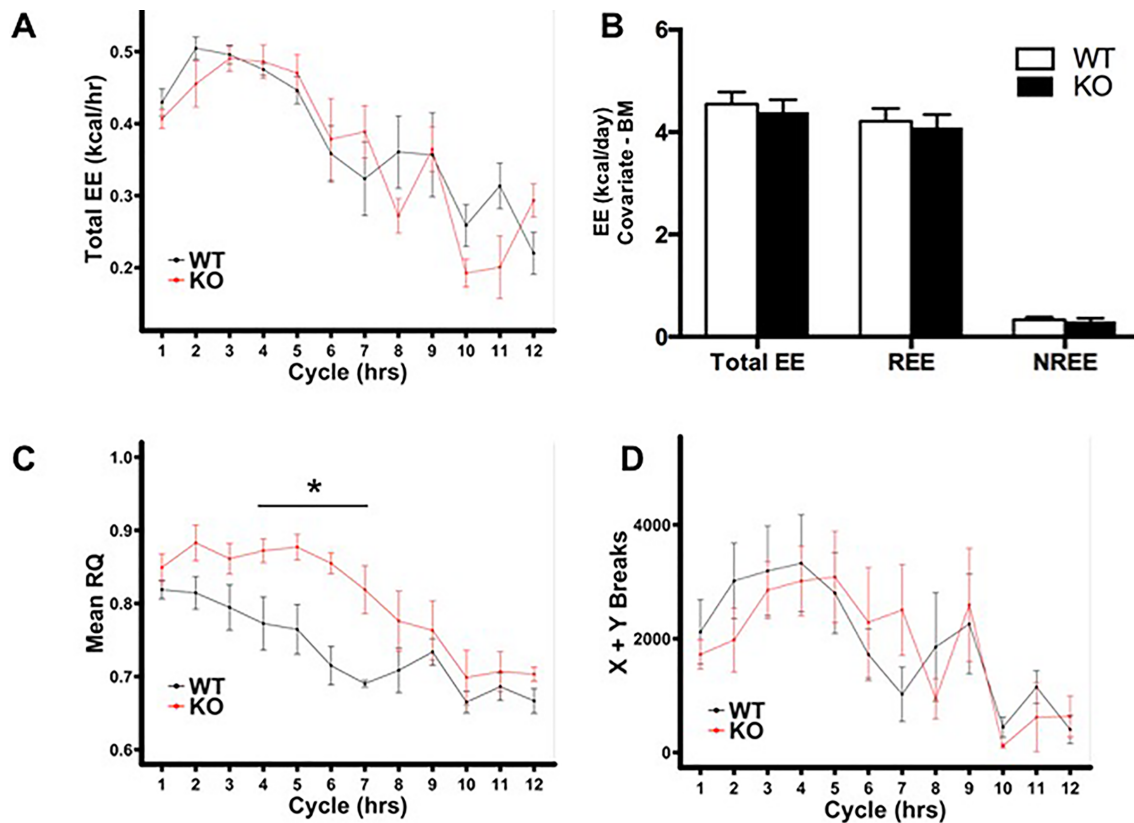 A
Total EE (kcal/hr)
0.5
0.4
0.3
0.2
WT
KO
1 2 3 4 5 6 7 8 9 10 11 12
Cycle (hrs)
B
EE (kcal/day)
Covariate - BM
6
4
2
0
WT
KO
Total EE REE NREE
C
Mean RQ
1.0
0.9
0.8
0.7
0.6
*
WT
KO
1 2 3 4 5 6 7 8 9 10 11 12
Cycle (hrs)
D
X + Y Breaks
4000
2000
0
WT
KO
1 2 3 4 5 6 7 8 9 10 11 12
Cycle (hrs)